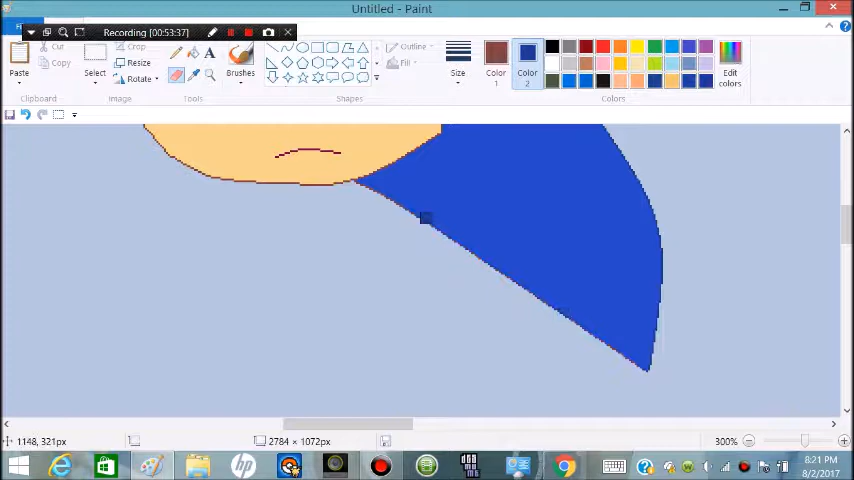 Untitled - Paint
Recording [00:53:37]
Cut
Copy
Paste
Clipboard
Select
Crop
Resize
Rotate
Image
A
Tools
Brushes
Shapes
Outline
Fill
Size
Color 1
Color 2
Colors
Edit colors
1148, 321px
2784 × 1072px
300%
hp
8:21 PM
8/2/2017